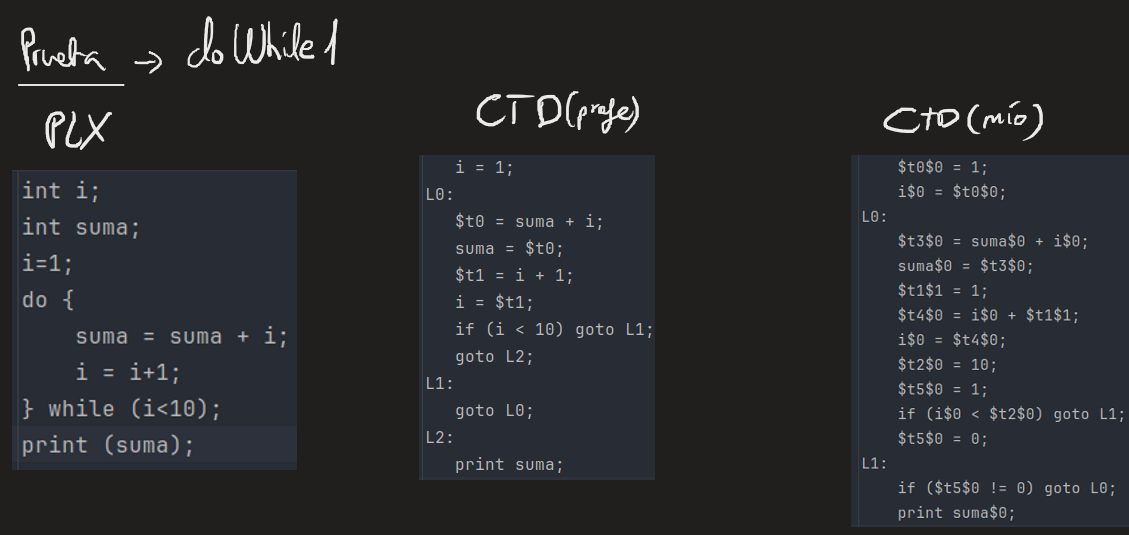 Prueba → doWhile1
PLX
int i;
int suma;
i=1;
do {
    suma = suma + i;
    i = i+1;
} while (i<10);
print (suma);
CTD(profe)
    i = 1;
L0:
    $t0 = suma + i;
    suma = $t0;
    $t1 = i + 1;
    i = $t1;
    if (i < 10) goto L1;
    goto L2;
L1:
    goto L0;
L2:
    print suma;
CTD(mío)
    $t0$0 = 1;
    i$0 = $t0$0;
L0:
    $t3$0 = suma$0 + i$0;
    suma$0 = $t3$0;
    $t1$1 = 1;
    $t4$0 = i$0 + $t1$1;
    i$0 = $t4$0;
    $t2$0 = 10;
    $t5$0 = 1;
    if (i$0 < $t2$0) goto L1;
    $t5$0 = 0;
L1:
    if ($t5$0 != 0) goto L0;
    print suma$0;